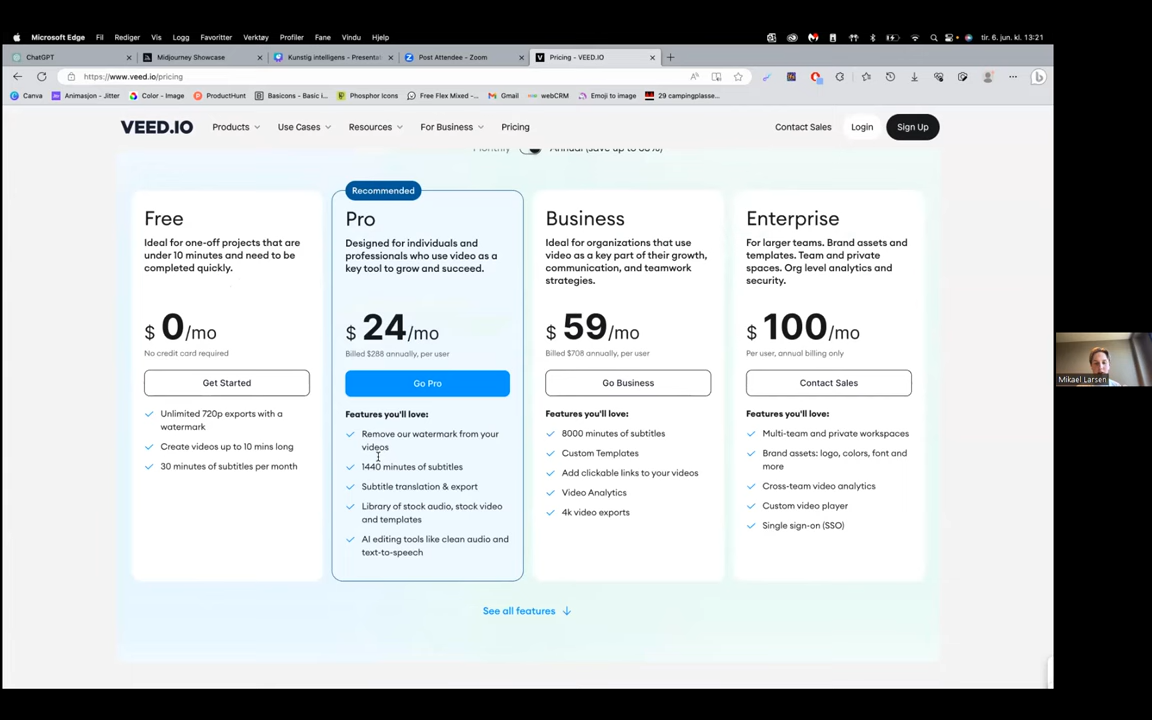 Microsoft Edge Fil Rediger Vis Legg Favoritter Verktøy Profiler Fane Vindu Hjelp tir. 6. jun. kl. 13:21
ChatGPT Midjourney Showcase Kunstig intelligens - Presenta Post Attendee - Zoom Pricing - VEED.IO
https://www.veed.io/pricing
Canva Animasjon - Jitter Color - Image ProductHunt Basicons - Basic i... Phosphor Icons Free Flex Mixed -... Gmail webCRM Emoji to image 29 campingplasse...
VEED.IO Products Use Cases Resources For Business Pricing Contact Sales Login Sign Up
Monthly Annual (save up to
Recommended
Free Pro Business Enterprise
Ideal for one-off projects that are
under 10 minutes and need to be
completed quickly.
$ 0/mo
No credit card required
Get Started
Unlimited 720p exports with a
watermark
Create videos up to 10 mins long
30 minutes of subtitles per month
Designed for individuals and
professionals who use video as a
key tool to grow and succeed.
$ 24/mo
Billed $288 annually, per user
Go Pro
Features you'll love:
Remove our watermark from your
videos
1440 minutes of subtitles
Subtitle translation & export
Library of stock audio, stock video
and templates
AI editing tools like clean audio and
text-to-speech
Ideal for organizations that use
video as a key part of their growth,
communication, and teamwork
strategies.
$ 59/mo
Billed $708 annually, per user
Go Business
Features you'll love:
8000 minutes of subtitles
Custom Templates
Add clickable links to your videos
Video Analytics
4k video exports
For larger teams. Brand assets and
templates. Team and private
spaces. Org level analytics and
security.
$ 100/mo
Per user, annual billing only
Contact Sales
Features you'll love:
Multi-team and private workspaces
Brand assets: logo, colors, font and
more
Cross-team video analytics
Custom video player
Single sign-on (SSO)
See all features
Mikael Larsen